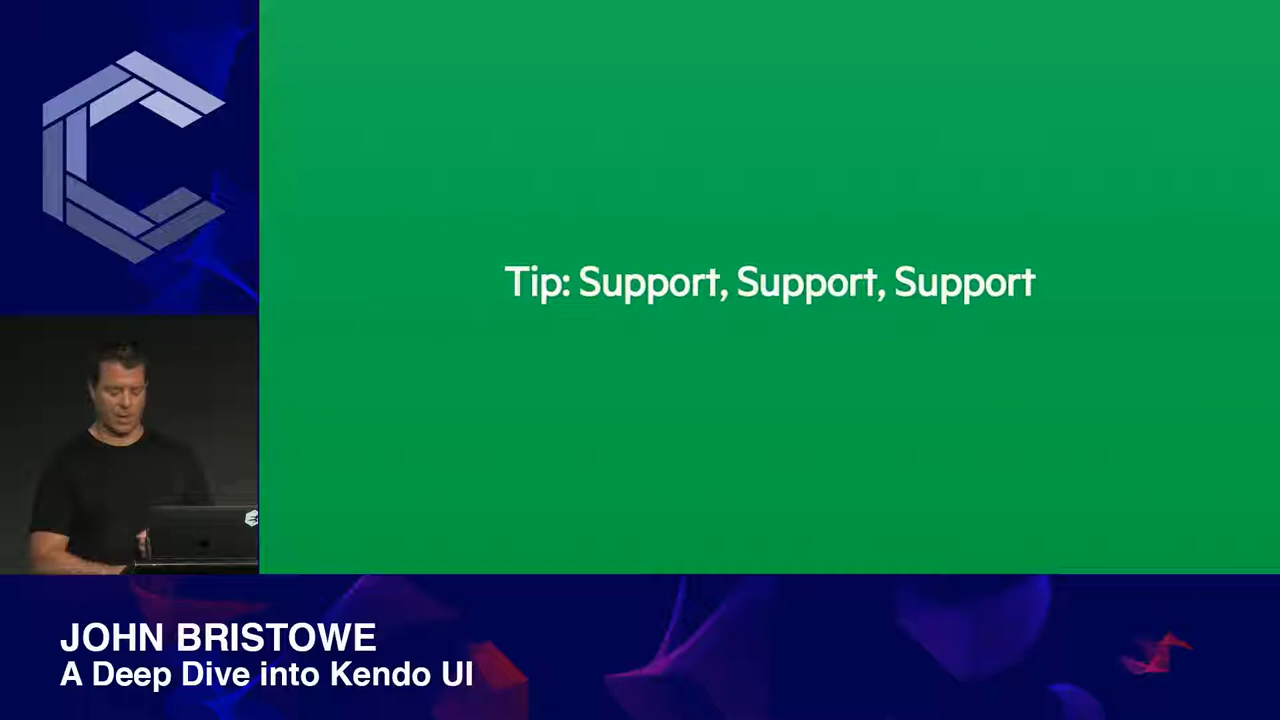 Tip: Support, Support, Support
JOHN BRISTOWE
A Deep Dive into Kendo UI